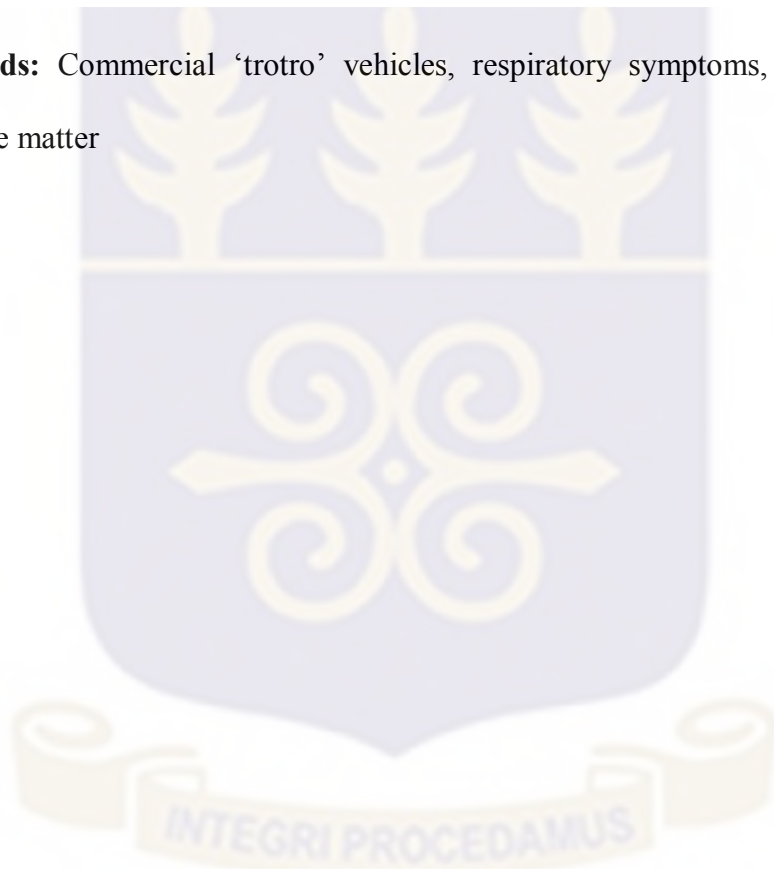 ds: Commercial ‘trotro’ vehicles, respiratory symptoms,
e matter
INTEGRI PROCEDAMUS